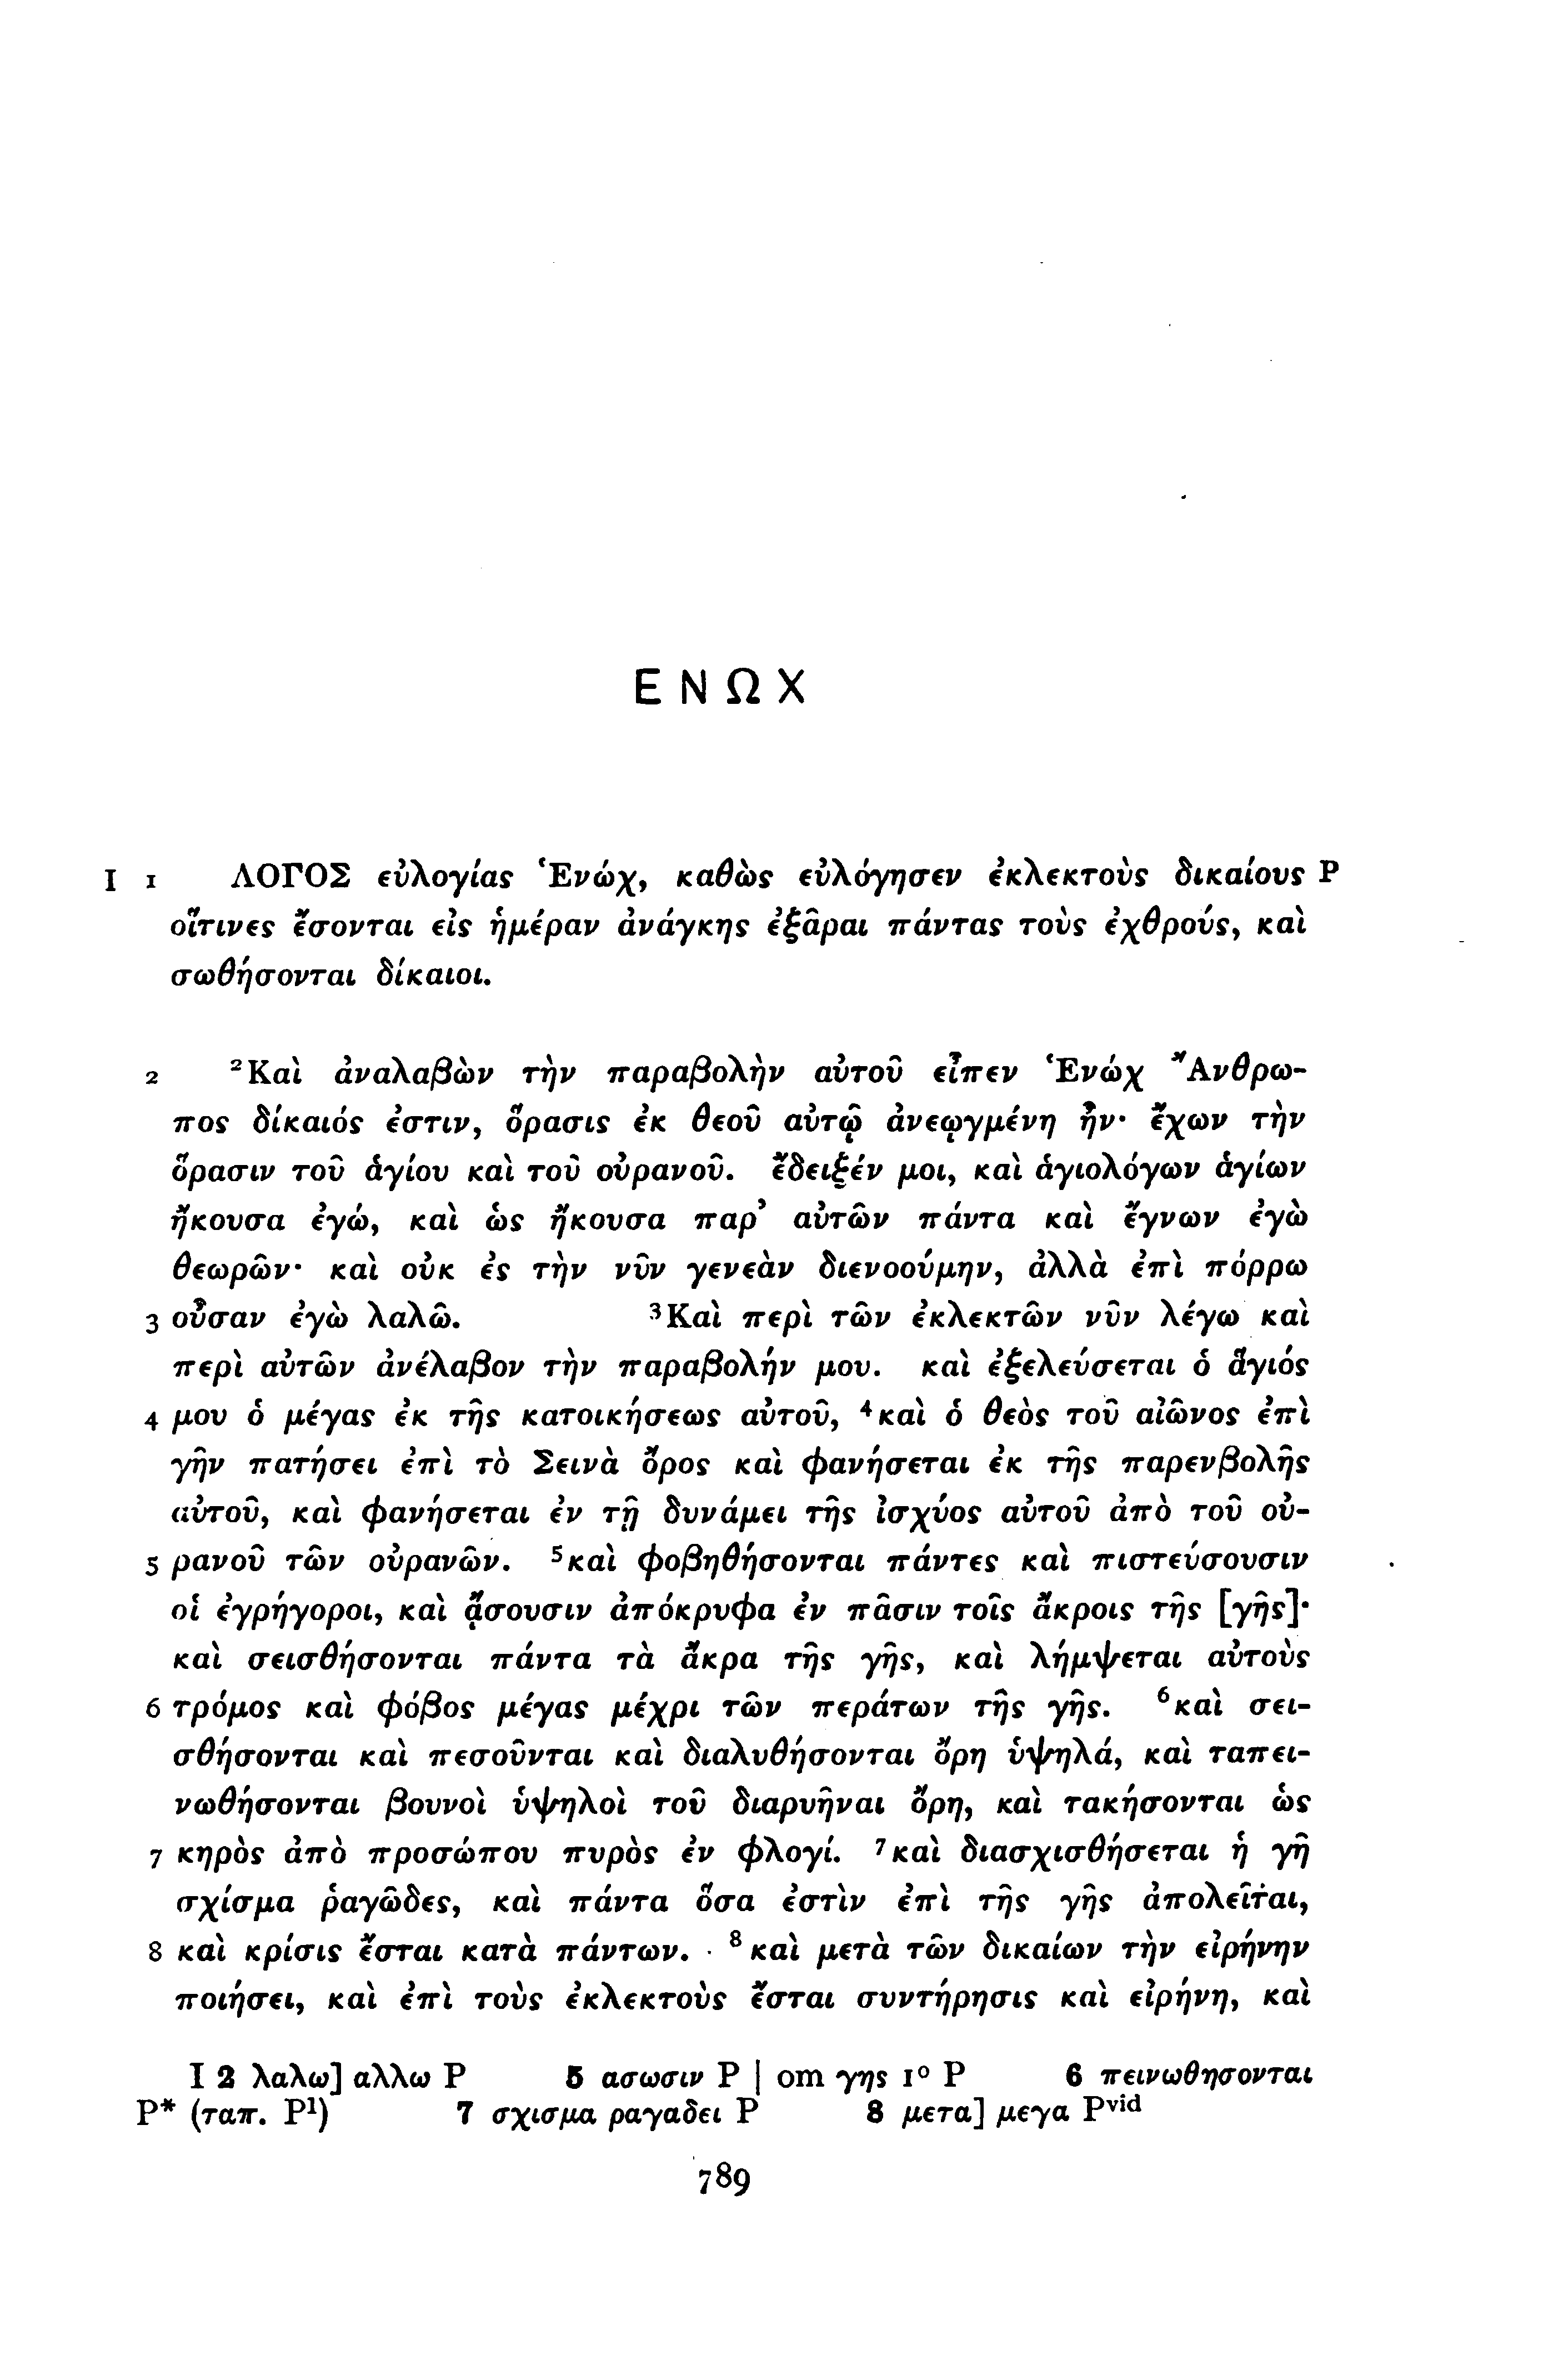 ΕΝΩΧ
I 1 ΛΟΓΟΣ εὐλογίας Ἑνώχ, καθὼς εὐλόγησεν ἐκλεκτοὺς δικαίους P
οἵτινες ἔσονται εἰς ἡμέραν ἀνάγκης ἐξᾶραι πάντας τοὺς ἐχθρούς, καὶ
σωθήσονται δίκαιοι.
2 ²Καὶ ἀναλαβὼν τὴν παραβολὴν αὐτοῦ εἶπεν Ἑνώχ Ἄνθρω-
πος δίκαιός ἐστιν, ὅρασις ἐκ θεοῦ αὐτῷ ἀνεῳγμένη ἦν· ἔχων τὴν
ὅρασιν τοῦ ἁγίου καὶ τοῦ οὐρανοῦ. ἔδειξέν μοι, καὶ ἁγιολόγων ἁγίων
ἤκουσα ἐγώ, καὶ ὡς ἤκουσα παρ’ αὐτῶν πάντα καὶ ἔγνων ἐγὼ
θεωρῶν· καὶ οὐκ ἐς τὴν νῦν γενεὰν διενοούμην, ἀλλὰ ἐπὶ πόρρω
3 οὖσαν ἐγὼ λαλῶ. ³Καὶ περὶ τῶν ἐκλεκτῶν νῦν λέγω καὶ
περὶ αὐτῶν ἀνέλαβον τὴν παραβολήν μου. καὶ ἐξελεύσεται ὁ ἅγιός
4 μου ὁ μέγας ἐκ τῆς κατοικήσεως αὐτοῦ, ⁴καὶ ὁ θεὸς τοῦ αἰῶνος ἐπὶ
γῆν πατήσει ἐπὶ τὸ Σεινὰ ὄρος καὶ φανήσεται ἐκ τῆς παρενβολῆς
αὐτοῦ, καὶ φανήσεται ἐν τῇ δυνάμει τῆς ἰσχύος αὐτοῦ ἀπὸ τοῦ οὐ-
5 ρανοῦ τῶν οὐρανῶν. ⁵καὶ φοβηθήσονται πάντες καὶ πιστεύσουσιν
οἱ ἐγρήγοροι, καὶ ᾄσουσιν ἀπόκρυφα ἐν πᾶσιν τοῖς ἄκροις τῆς [γῆς]·
καὶ σεισθήσονται πάντα τὰ ἄκρα τῆς γῆς, καὶ λήμψεται αὐτοὺς
6 τρόμος καὶ φόβος μέγας μέχρι τῶν περάτων τῆς γῆς. ⁶καὶ σει-
σθήσονται καὶ πεσοῦνται καὶ διαλυθήσονται ὄρη ὑψηλά, καὶ ταπει-
νωθήσονται βουνοὶ ὑψηλοὶ τοῦ διαρυῆναι ὄρη, καὶ τακήσονται ὡς
7 κηρὸς ἀπὸ προσώπου πυρὸς ἐν φλογί. ⁷καὶ διασχισθήσεται ἡ γῆ
σχίσμα ῥαγῶδες, καὶ πάντα ὅσα ἐστὶν ἐπὶ τῆς γῆς ἀπολεῖται,
8 καὶ κρίσις ἔσται κατὰ πάντων. ⁸καὶ μετὰ τῶν δικαίων τὴν εἰρήνην
ποιήσει, καὶ ἐπὶ τοὺς ἐκλεκτοὺς ἔσται συντήρησις καὶ εἰρήνη, καὶ
I 2 λαλω] αλλω P 5 ασωσιν P | om γης 1° P 6 πεινωθησονται
P* (ταπ. P¹) 7 σχισμα ραγαδει P 8 μετα] μεγα Pᵛⁱᵈ
789